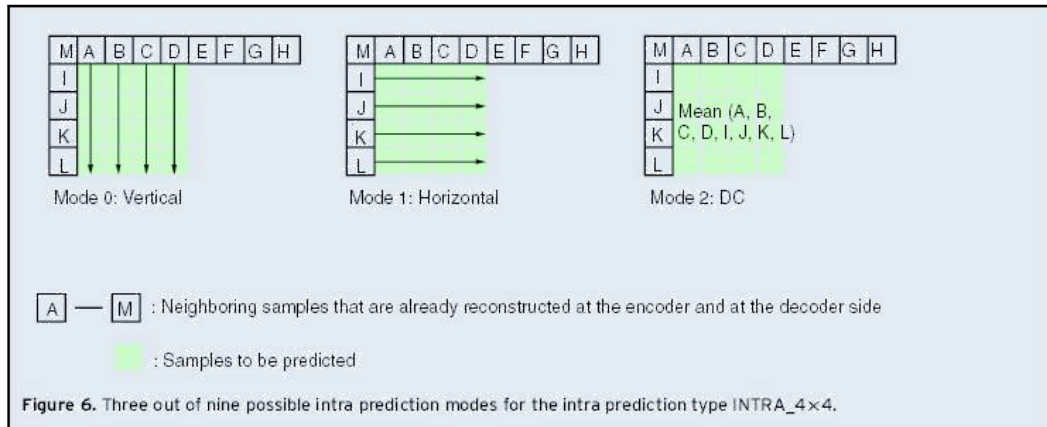 M A B C D E F G H
I
J
K
L
Mode 0: Vertical
M A B C D E F G H
I
J
K
L
Mode 1: Horizontal
M A B C D E F G H
I
J Mean (A, B,
K C, D, I, J, K, L)
L
Mode 2: DC
A — M : Neighboring samples that are already reconstructed at the encoder and at the decoder side
: Samples to be predicted
Figure 6. Three out of nine possible intra prediction modes for the intra prediction type INTRA_4×4.